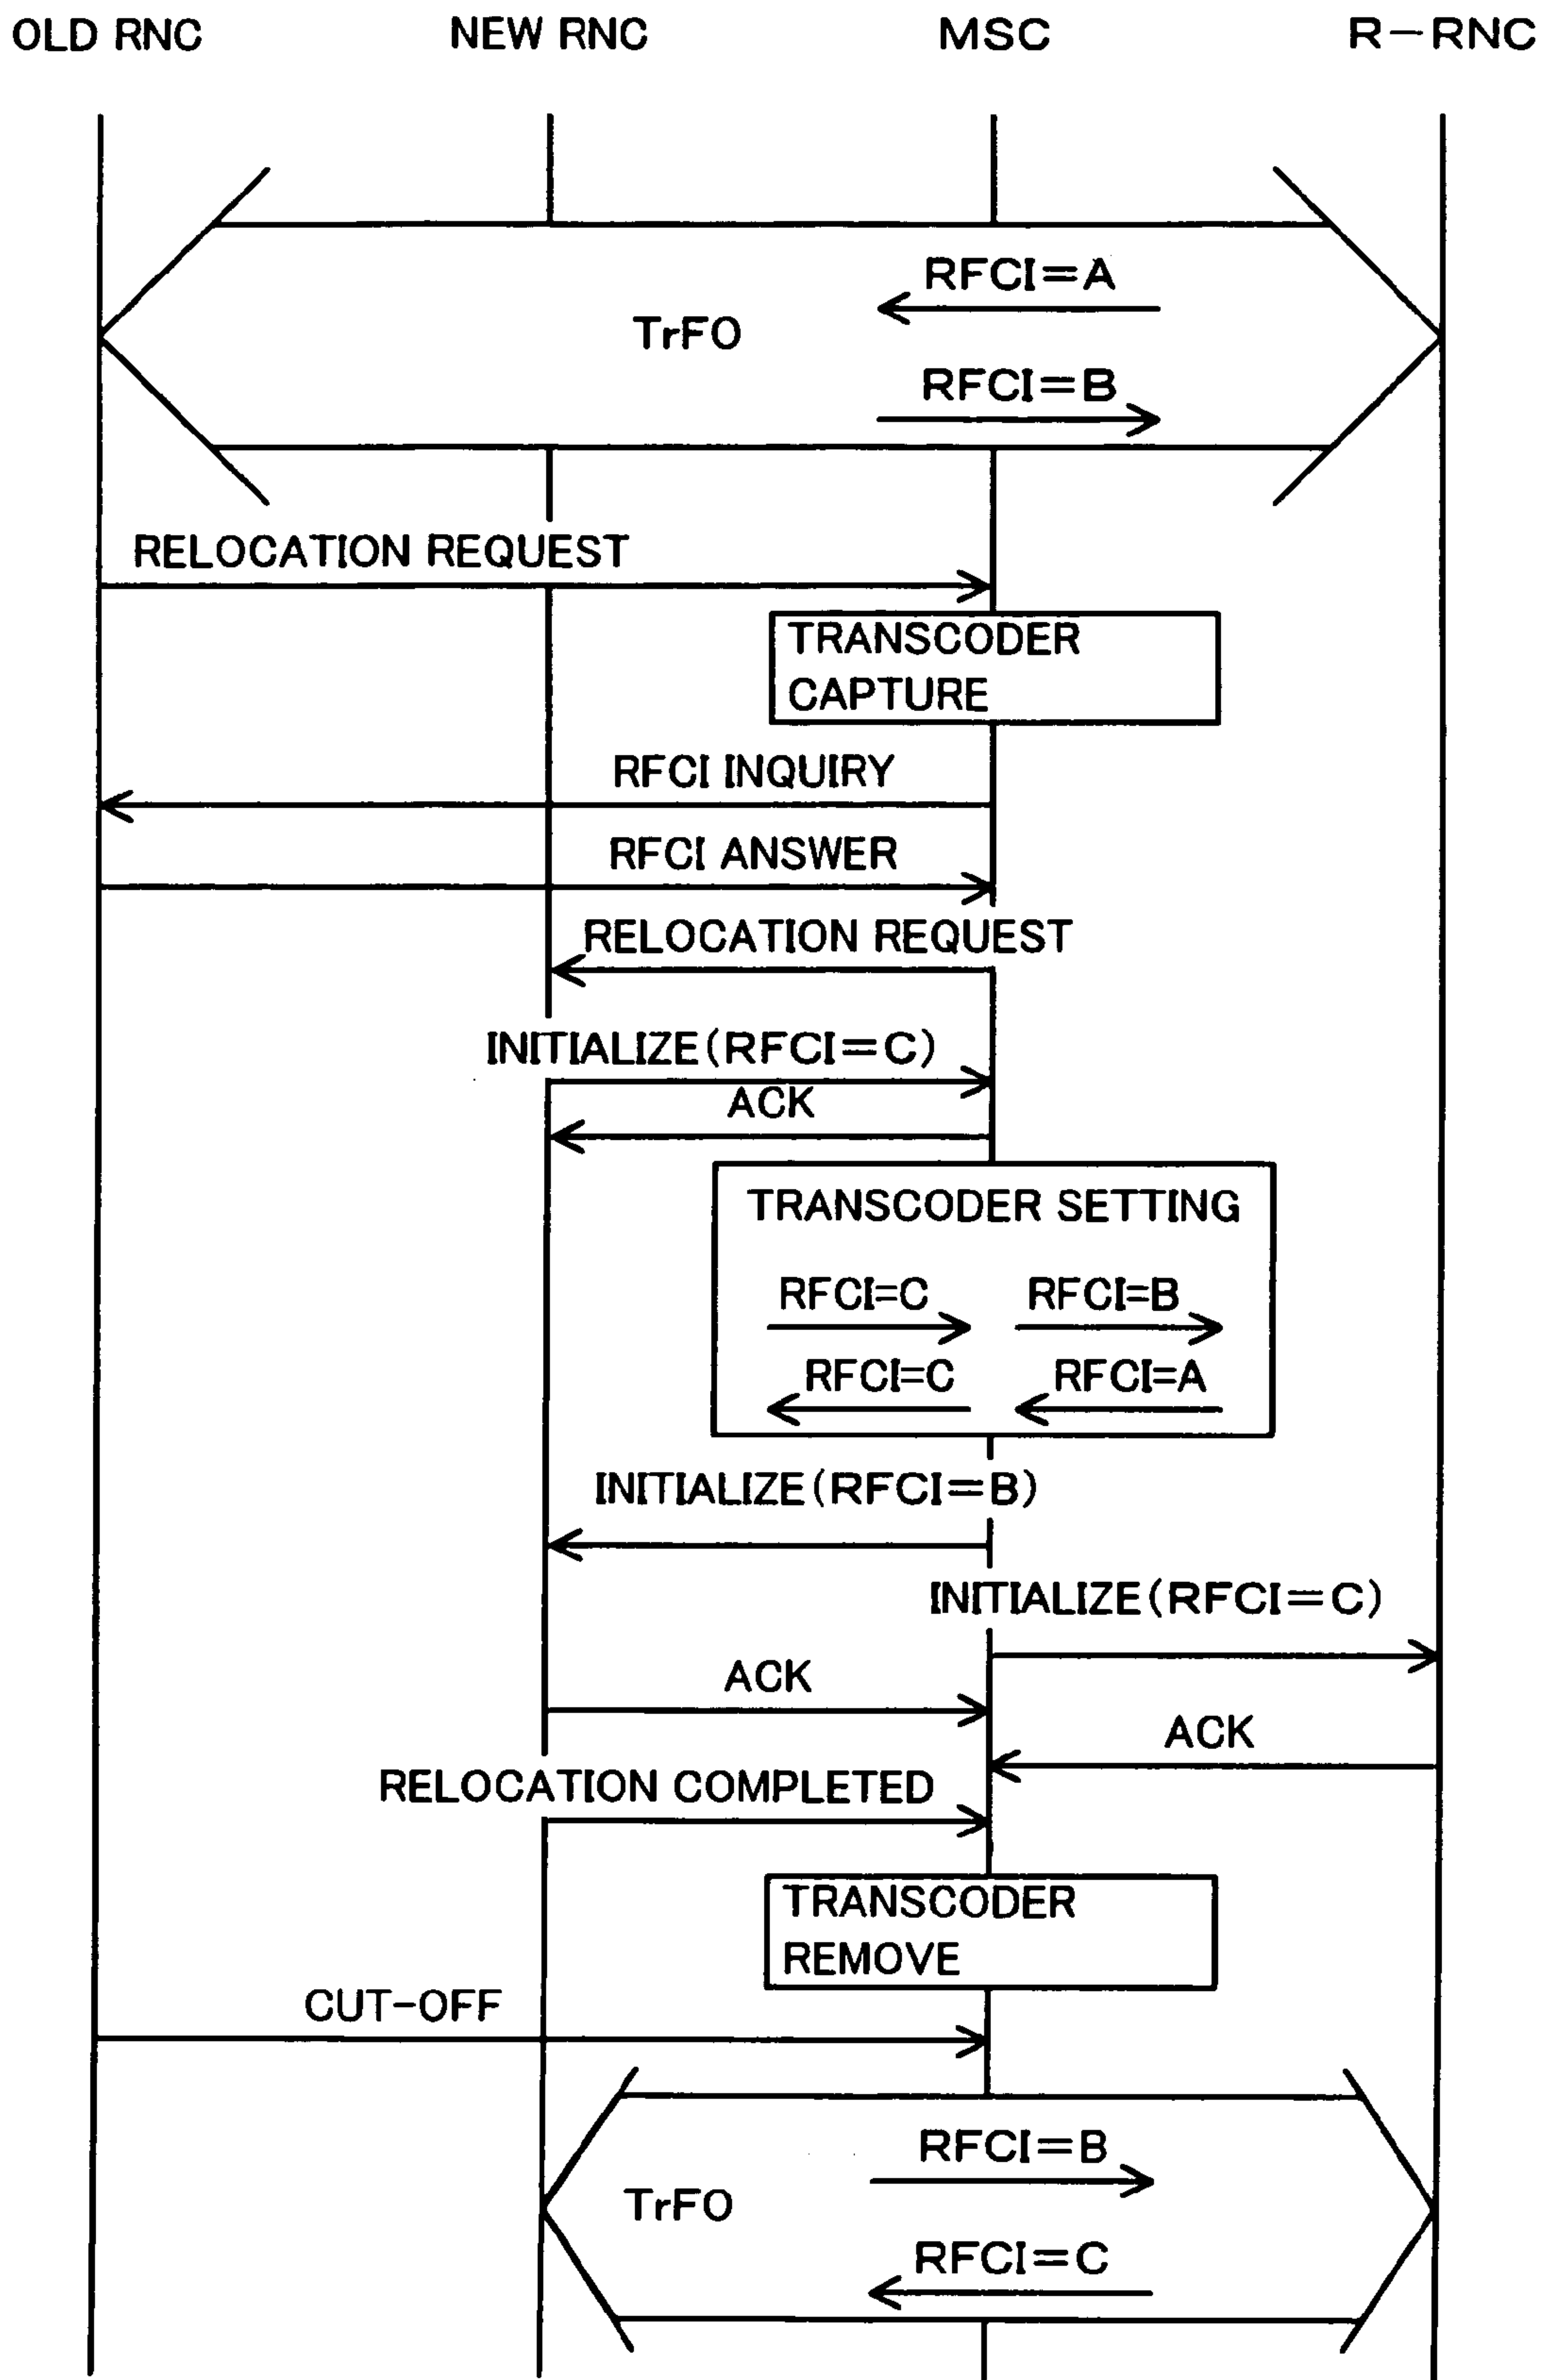 OLD RNC
NEW RNC
MSC
R-RNC
RFCI=A
TrFO
RFCI=B
RELOCATION REQUEST
TRANSCODER
CAPTURE
RFCI INQUIRY
RFCI ANSWER
RELOCATION REQUEST
INITIALIZE(RFCI=C)
ACK
TRANSCODER SETTING
RFCI=C
RFCI=B
RFCI=C
RFCI=A
INITIALIZE(RFCI=B)
INITIALIZE(RFCI=C)
ACK
ACK
RELOCATION COMPLETED
TRANSCODER
REMOVE
CUT-OFF
RFCI=B
TrFO
RFCI=C